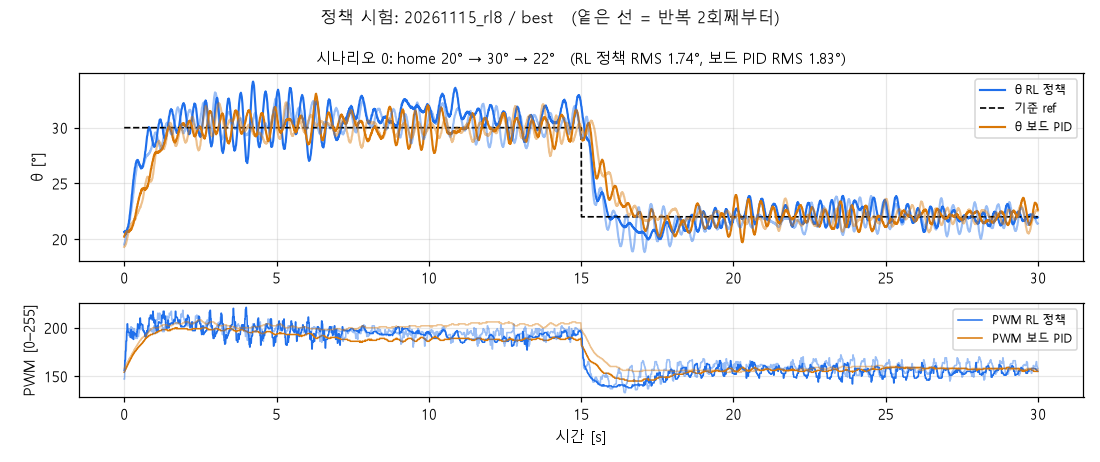 정책 시험: 20261115_rl8 / best (옅은 선 = 반복 2회째부터)
시나리오 0: home 20° → 30° → 22° (RL 정책 RMS 1.74°, 보드 PID RMS 1.83°)
θ [°]
30
25
20
θ RL 정책
기준 ref
θ 보드 PID
0 5 10 15 20 25 30
PWM [0–255]
200
150
PWM RL 정책
PWM 보드 PID
0 5 10 15 20 25 30
시간 [s]